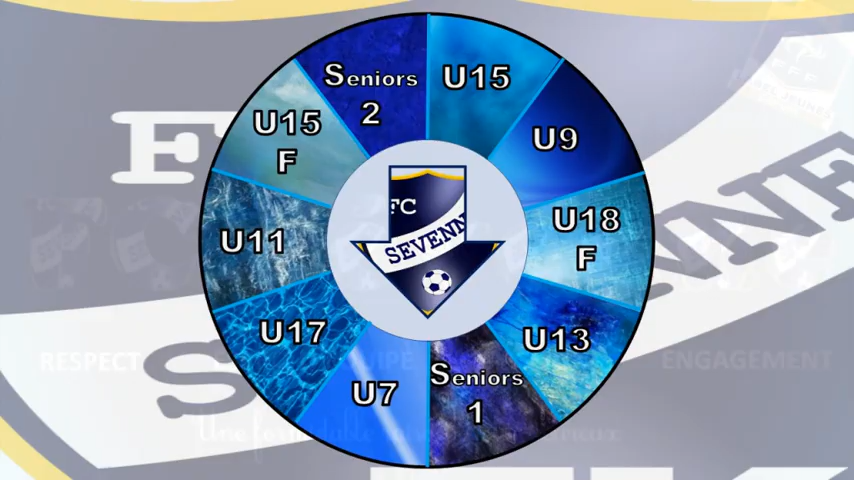 Seniors
2
U15
U15
F
U9
FC
SEVENN
U18
F
U11
U17
U13
RESPECT
ENGAGEMENT
U7
Seniors
1